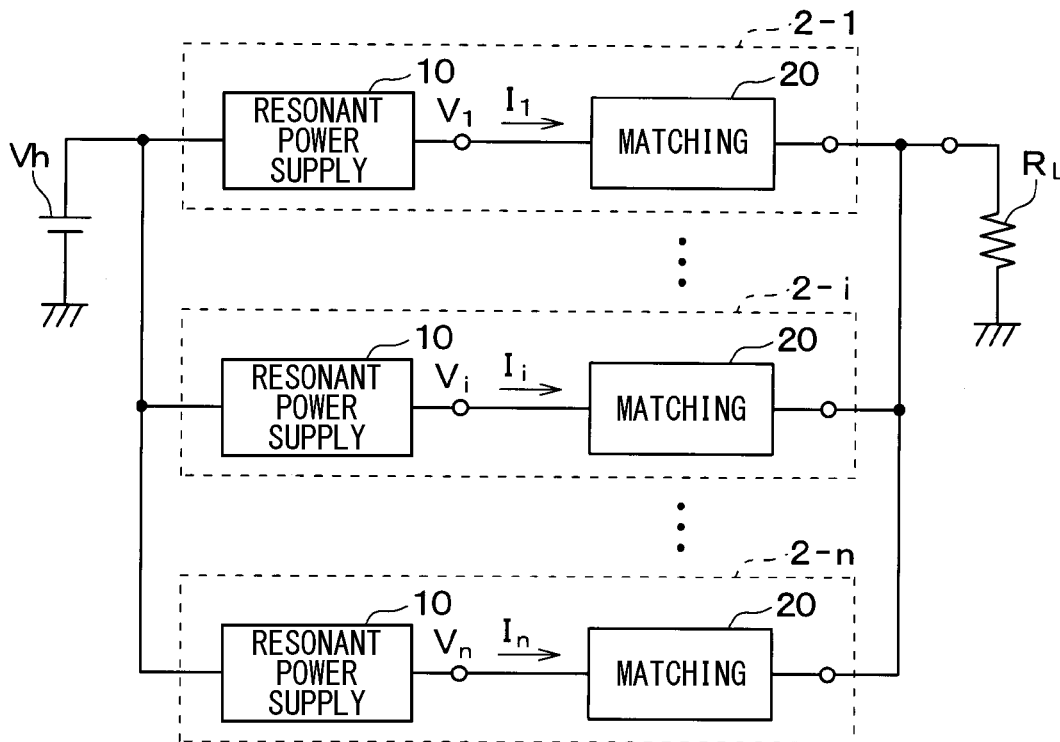 2-1
10
20
RESONANT
POWER
SUPPLY
V1
I1
MATCHING
Vh
RL
2-i
10
20
RESONANT
POWER
SUPPLY
Vi
Ii
MATCHING
2-n
10
20
RESONANT
POWER
SUPPLY
Vn
In
MATCHING